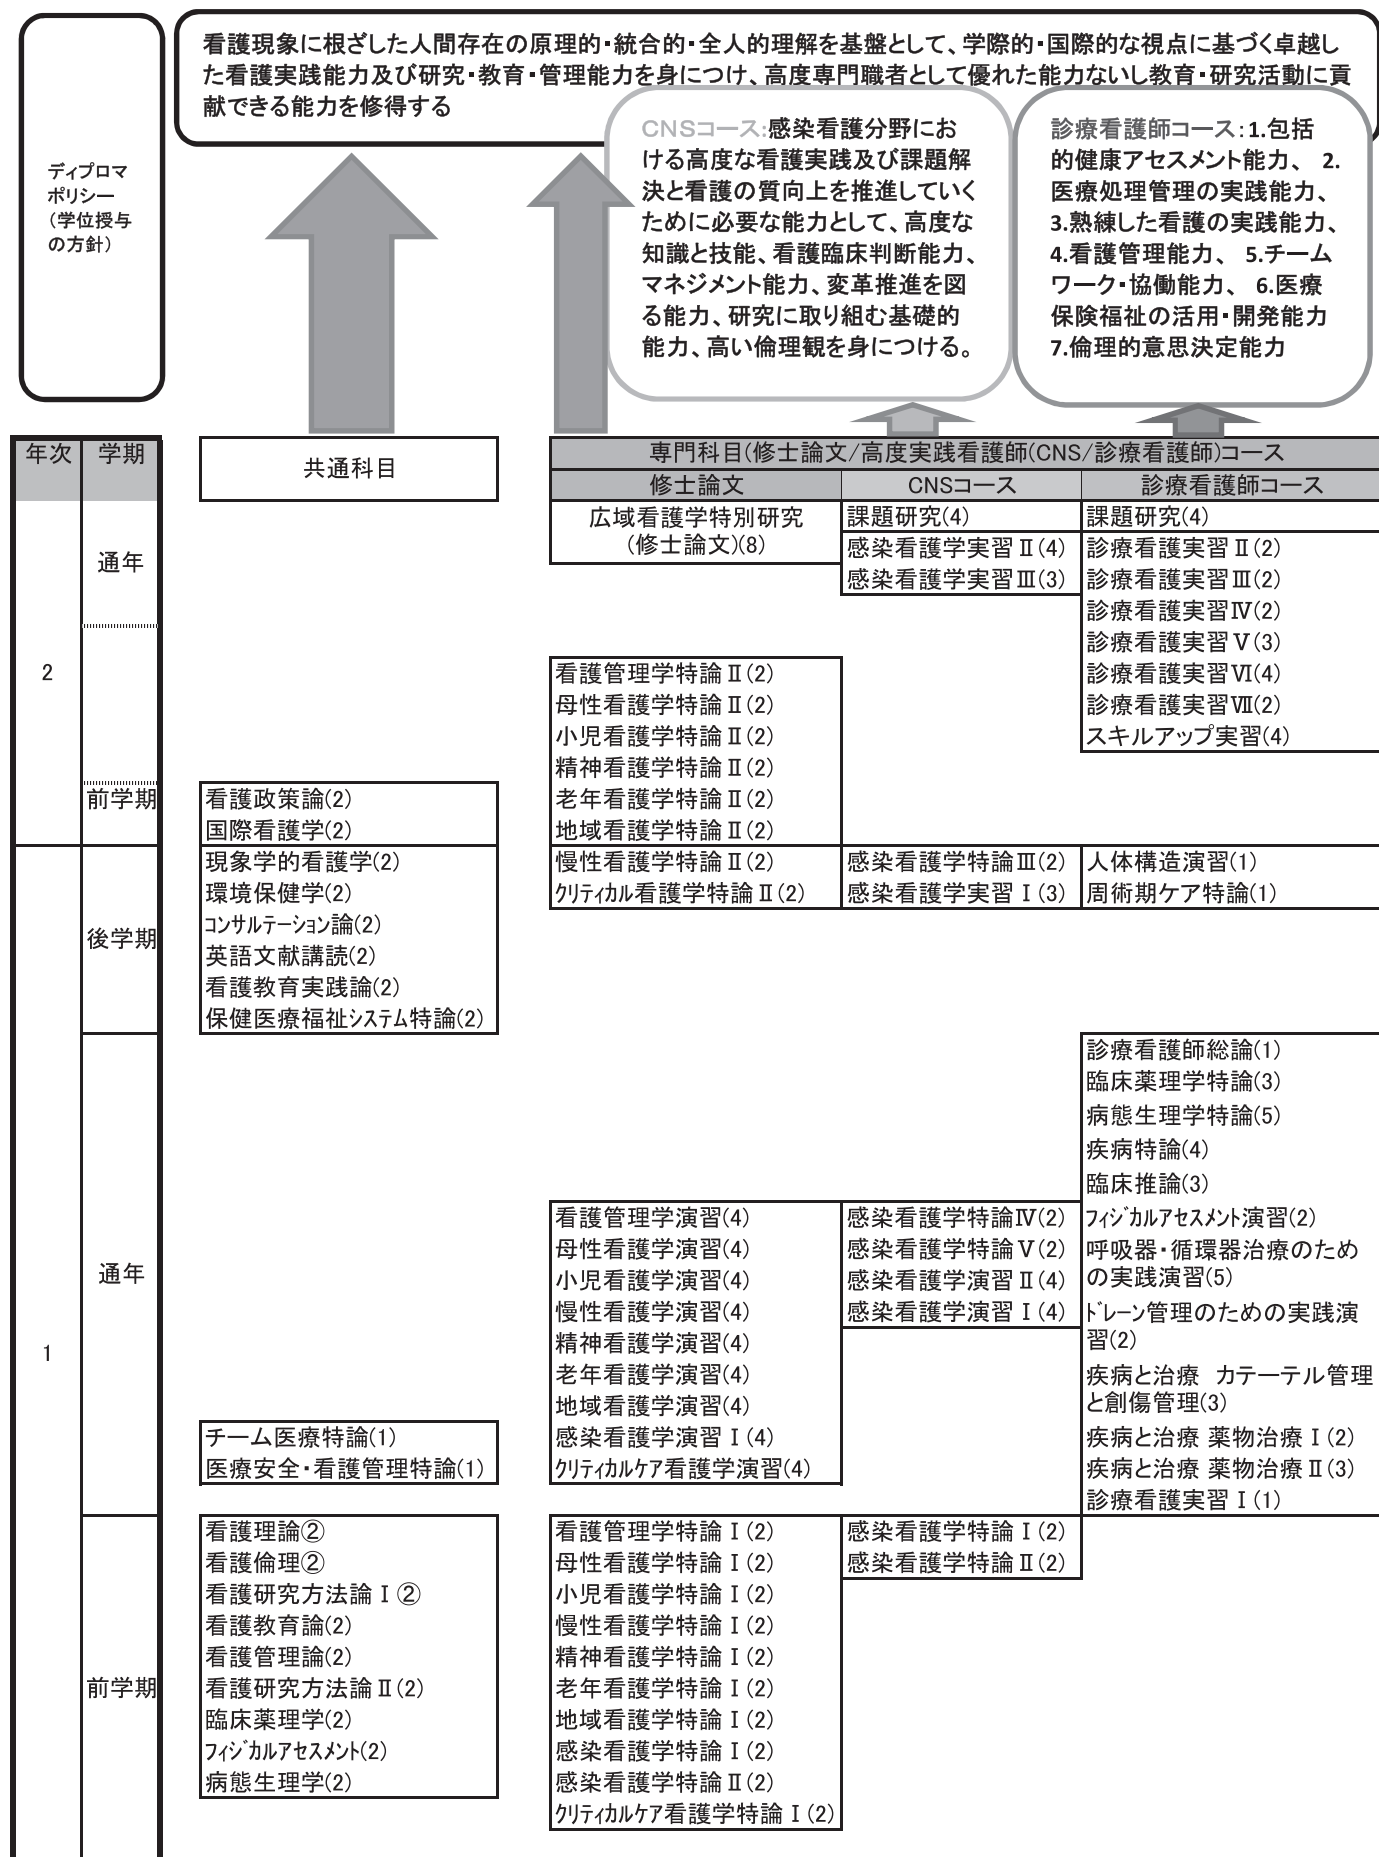 ディプロマ
ポリシー
（学位授与
の方針）
看護現象に根ざした人間存在の原理的・統合的・全人的理解を基盤として、学際的・国際的な視点に基づく卓越し
た看護実践能力及び研究・教育・管理能力を身につけ、高度専門職者として優れた能力ないし教育・研究活動に貢
献できる能力を修得する
CNSコース:感染看護分野にお
ける高度な看護実践及び課題解
決と看護の質向上を推進していく
ために必要な能力として、高度な
知識と技能、看護臨床判断能力、
マネジメント能力、変革推進を図
る能力、研究に取り組む基礎的
能力、高い倫理観を身につける。
診療看護師コース：1.包括
的健康アセスメント能力、 2.
医療処理管理の実践能力、
3.熟練した看護の実践能力、
4.看護管理能力、 5.チーム
ワーク・協働能力、 6.医療
保険福祉の活用・開発能力
7.倫理的意思決定能力
年次 学期
共通科目
専門科目(修士論文/高度実践看護師(CNS/診療看護師)コース
修士論文 CNSコース 診療看護師コース
2
通年
広域看護学特別研究
(修士論文)(8)
課題研究(4)
感染看護学実習Ⅱ(4)
感染看護学実習Ⅲ(3)
課題研究(4)
診療看護実習Ⅱ(2)
診療看護実習Ⅲ(2)
診療看護実習Ⅳ(2)
診療看護実習Ⅴ(3)
診療看護実習Ⅵ(4)
診療看護実習Ⅶ(2)
スキルアップ実習(4)
看護管理学特論Ⅱ(2)
母性看護学特論Ⅱ(2)
小児看護学特論Ⅱ(2)
精神看護学特論Ⅱ(2)
老年看護学特論Ⅱ(2)
地域看護学特論Ⅱ(2)
前学期
看護政策論(2)
国際看護学(2)
後学期
現象学的看護学(2)
環境保健学(2)
コンサルテーション論(2)
英語文献講読(2)
看護教育実践論(2)
保健医療福祉システム特論(2)
慢性看護学特論Ⅱ(2)
クリティカル看護学特論Ⅱ(2)
感染看護学特論Ⅲ(2)
感染看護学実習Ⅰ(3)
人体構造演習(1)
周術期ケア特論(1)
1
通年
チーム医療特論(1)
医療安全・看護管理特論(1)
看護管理学演習(4)
母性看護学演習(4)
小児看護学演習(4)
慢性看護学演習(4)
精神看護学演習(4)
老年看護学演習(4)
地域看護学演習(4)
感染看護学演習Ⅰ(4)
クリティカルケア看護学演習(4)
感染看護学特論Ⅳ(2)
感染看護学特論Ⅴ(2)
感染看護学演習Ⅱ(4)
感染看護学演習Ⅰ(4)
診療看護師総論(1)
臨床薬理学特論(3)
病態生理学特論(5)
疾病特論(4)
臨床推論(3)
フィジカルアセスメント演習(2)
呼吸器・循環器治療のため
の実践演習(5)
ドレーン管理のための実践演
習(2)
疾病と治療 カテーテル管理
と創傷管理(3)
疾病と治療 薬物治療Ⅰ(2)
疾病と治療 薬物治療Ⅱ(3)
診療看護実習Ⅰ(1)
前学期
看護理論②
看護倫理②
看護研究方法論Ⅰ②
看護教育論(2)
看護管理論(2)
看護研究方法論Ⅱ(2)
臨床薬理学(2)
フィジカルアセスメント(2)
病態生理学(2)
看護管理学特論Ⅰ(2)
母性看護学特論Ⅰ(2)
小児看護学特論Ⅰ(2)
慢性看護学特論Ⅰ(2)
精神看護学特論Ⅰ(2)
老年看護学特論Ⅰ(2)
地域看護学特論Ⅰ(2)
感染看護学特論Ⅰ(2)
感染看護学特論Ⅱ(2)
クリティカルケア看護学特論Ⅰ(2)
感染看護学特論Ⅰ(2)
感染看護学特論Ⅱ(2)